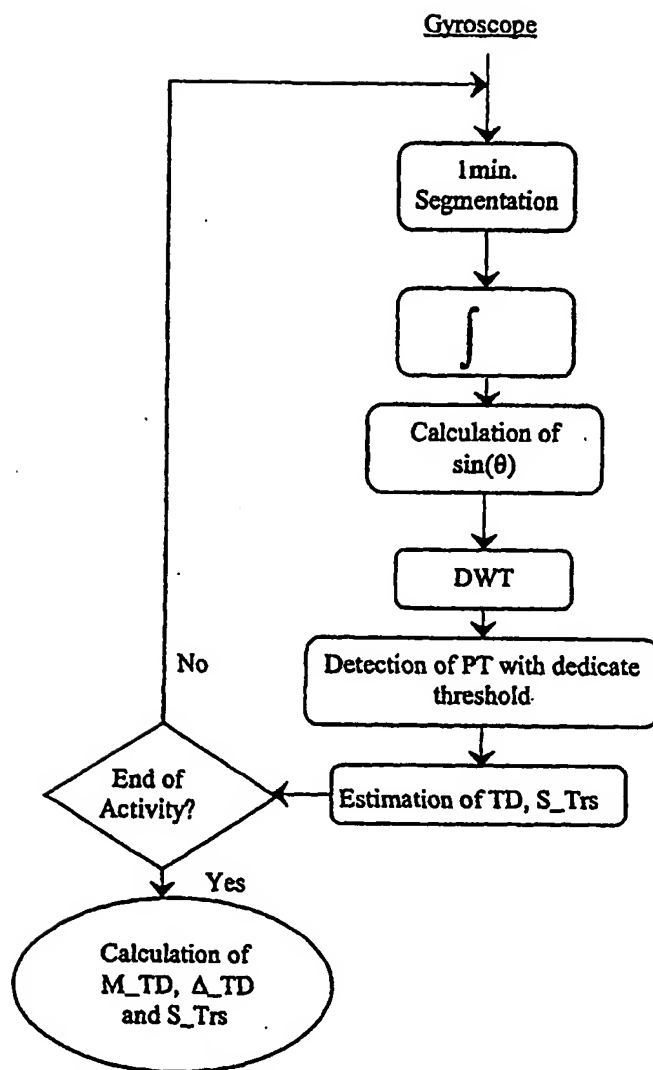 Gyroscope
1min.
Segmentation
∫
Calculation of
sin(θ)
DWT
Detection of PT with dedicate
threshold
Estimation of TD, S_Trs
End of
Activity?
No
Yes
Calculation of
M_TD, Δ_TD
and S_Trs